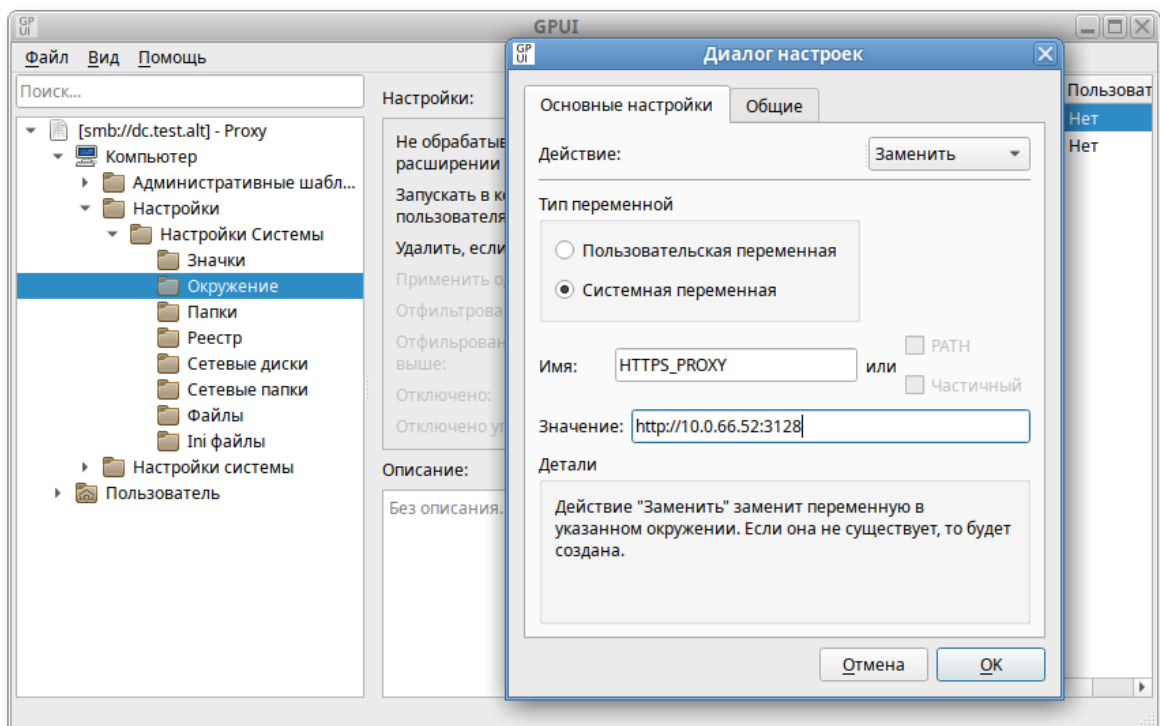 GPUI
Файл Вид Помощь
Поиск...
[smb://dc.test.alt] - Proxy
Компьютер
Административные шабл...
Настройки
Настройки Системы
Значки
Окружение
Папки
Реестр
Сетевые диски
Сетевые папки
Файлы
Ini файлы
Настройки системы
Пользователь
Настройки:
Не обрабатыв
расширении
Запускать в к
пользователя
Удалить, если
Применить о
Отфильтрова
Отфильрован
выше:
Отключено:
Отключено уг
Описание:
Без описания.
GP UI
Диалог настроек
Основные настройки Общие
Действие: Заменить
Тип переменной
Пользовательская переменная
Системная переменная
Имя: HTTPS_PROXY или
PATH
Частичный
Значение: http://10.0.66.52:3128
Детали
Действие "Заменить" заменит переменную в
указанном окружении. Если она не существует, то будет
создана.
Отмена OK
Пользоват
Нет
Нет